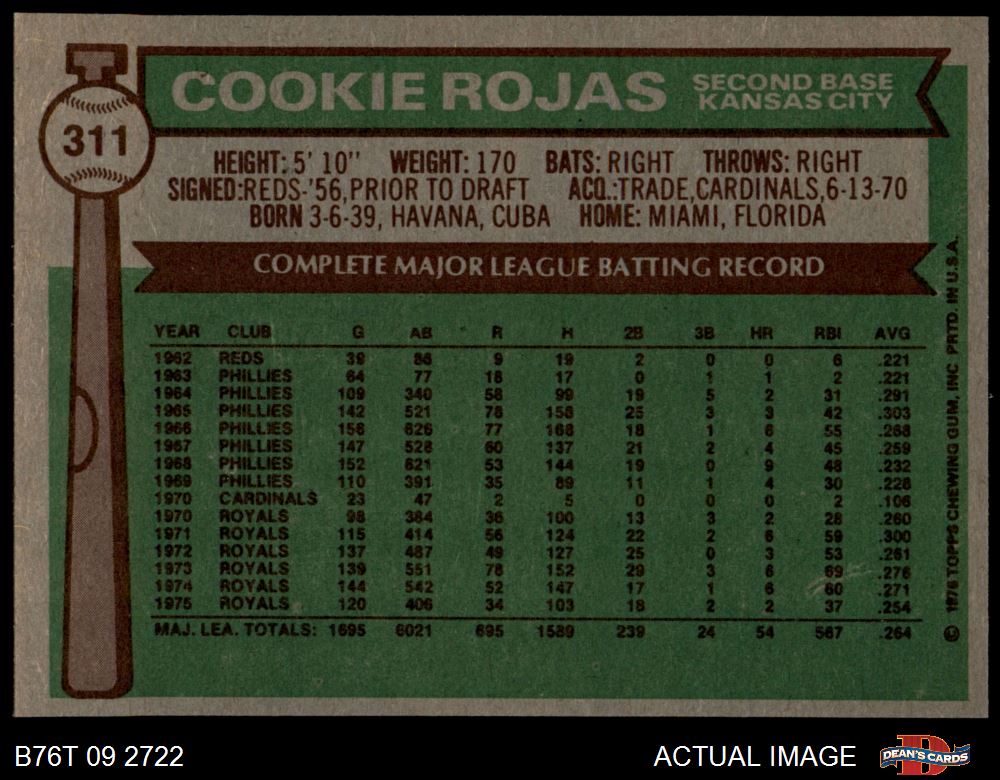 311
COOKIE ROJAS
SECOND BASE
KANSAS CITY
HEIGHT: 5' 10" WEIGHT: 170 BATS: RIGHT THROWS: RIGHT
SIGNED:REDS-'56,PRIOR TO DRAFT ACQ.:TRADE,CARDINALS,6-13-70
BORN 3-6-39, HAVANA, CUBA HOME: MIAMI, FLORIDA
COMPLETE MAJOR LEAGUE BATTING RECORD
YEAR CLUB G AB R H 2B 3B HR RBI AVG
1962 REDS 39 86 9 19 2 0 0 6 .221
1963 PHILLIES 64 77 18 17 0 1 1 2 .221
1964 PHILLIES 109 340 58 99 19 5 2 31 .291
1965 PHILLIES 142 521 78 158 25 3 3 42 .303
1966 PHILLIES 156 626 77 168 18 1 6 55 .268
1967 PHILLIES 147 528 60 137 21 2 4 45 .259
1968 PHILLIES 152 621 53 144 19 0 9 48 .232
1969 PHILLIES 110 391 35 89 11 1 4 30 .228
1970 CARDINALS 23 47 2 5 0 0 0 2 .106
1970 ROYALS 98 384 36 100 13 3 2 28 .260
1971 ROYALS 115 414 56 124 22 2 6 59 .300
1972 ROYALS 137 487 49 127 25 0 3 53 .261
1973 ROYALS 139 551 78 152 29 3 6 69 .276
1974 ROYALS 144 542 52 147 17 1 6 60 .271
1975 ROYALS 120 406 34 103 18 2 2 37 .254
MAJ. LEA. TOTALS: 1695 6021 695 1589 239 24 54 567 .264
© 1976 TOPPS CHEWING GUM, INC PRTD. IN U.S.A.
B76T 09 2722
ACTUAL IMAGE
DEAN'S CARDS